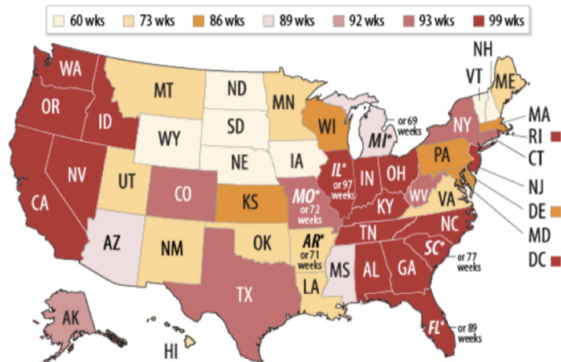 60 wks 73 wks 86 wks 89 wks 92 wks 93 wks 99 wks
NH
VT
ME
WA
MT
ND
MN
OR
ID
WY
SD
WI
MI*
or 69
weeks
NY
MA
RI
CT
NJ
DE
MD
DC
NV
UT
CO
NE
IA
IL*
or 97
weeks
IN
OH
PA
CA
KS
MO*
or 72
weeks
KY
WV
VA
AZ
NM
OK
AR*
or 71
weeks
TN
NC
SC*
or 77
weeks
TX
LA
MS
AL
GA
FL*
or 89
weeks
AK
HI